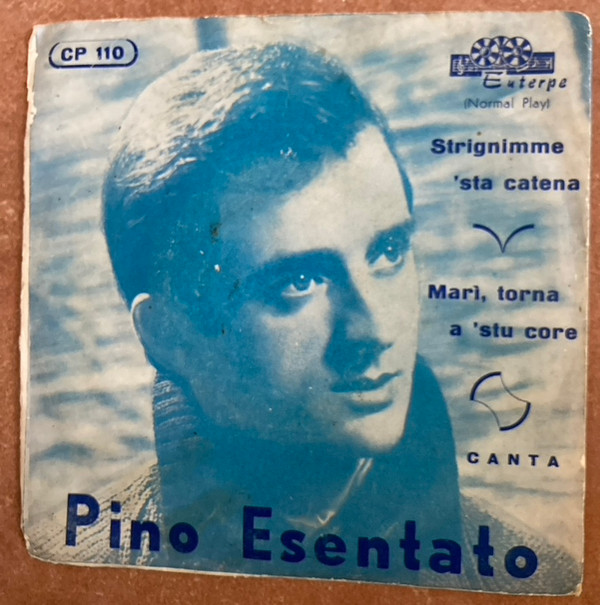 CP 110
Euterpe
(Normal Play)
Strignimme
'sta catena
Marì, torna
a 'stu core
CANTA
Pino Esentato